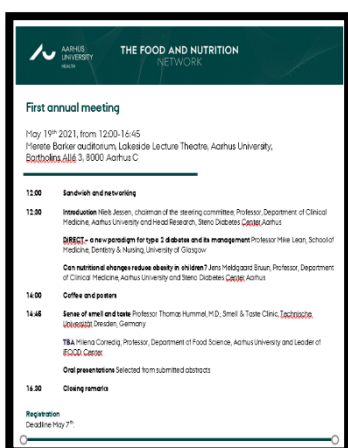 AARHUS
UNIVERSITY
HEALTH
THE FOOD AND NUTRITION
NETWORK
First annual meeting
May 19th 2021, from 12:00-16:45
Merete Barker auditorium, Lakeside Lecture Theatre, Aarhus University,
Bartholins Allé 3, 8000 Aarhus C
12:00 Sandwich and networking
12:30 Introduction Niels Jessen, chairman of the steering committee, Professor, Department of Clinical
Medicine, Aarhus University and Head Research, Steno Diabetes Center Aarhus
DiRECT – a new paradigm for type 2 diabetes and its management Professor Mike Lean, School of
Medicine, Dentistry & Nursing, University of Glasgow
Can nutritional changes reduce obesity in children? Jens Meldgaard Bruun, Professor, Department
of Clinical Medicine, Aarhus University and Steno Diabetes Center Aarhus
14:00 Coffee and posters
14:45 Sense of smell and taste Professor Thomas Hummel, M.D., Smell & Taste Clinic, Technische
Universität Dresden, Germany
TBA Milena Corredig, Professor, Department of Food Science, Aarhus University and Leader of
iFOOD Center
Oral presentations Selected from submitted abstracts
16.30 Closing remarks
Registration
Deadline May 7th.